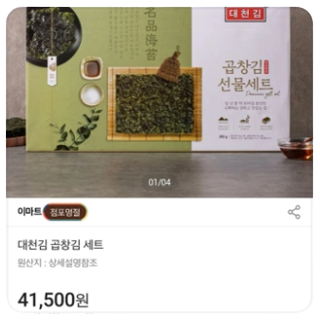 名品海苔
대천김
곱창김
선물세트
01/04
이마트 점포명절
대천김 곱창김 세트
원산지 : 상세설명참조
41,500원